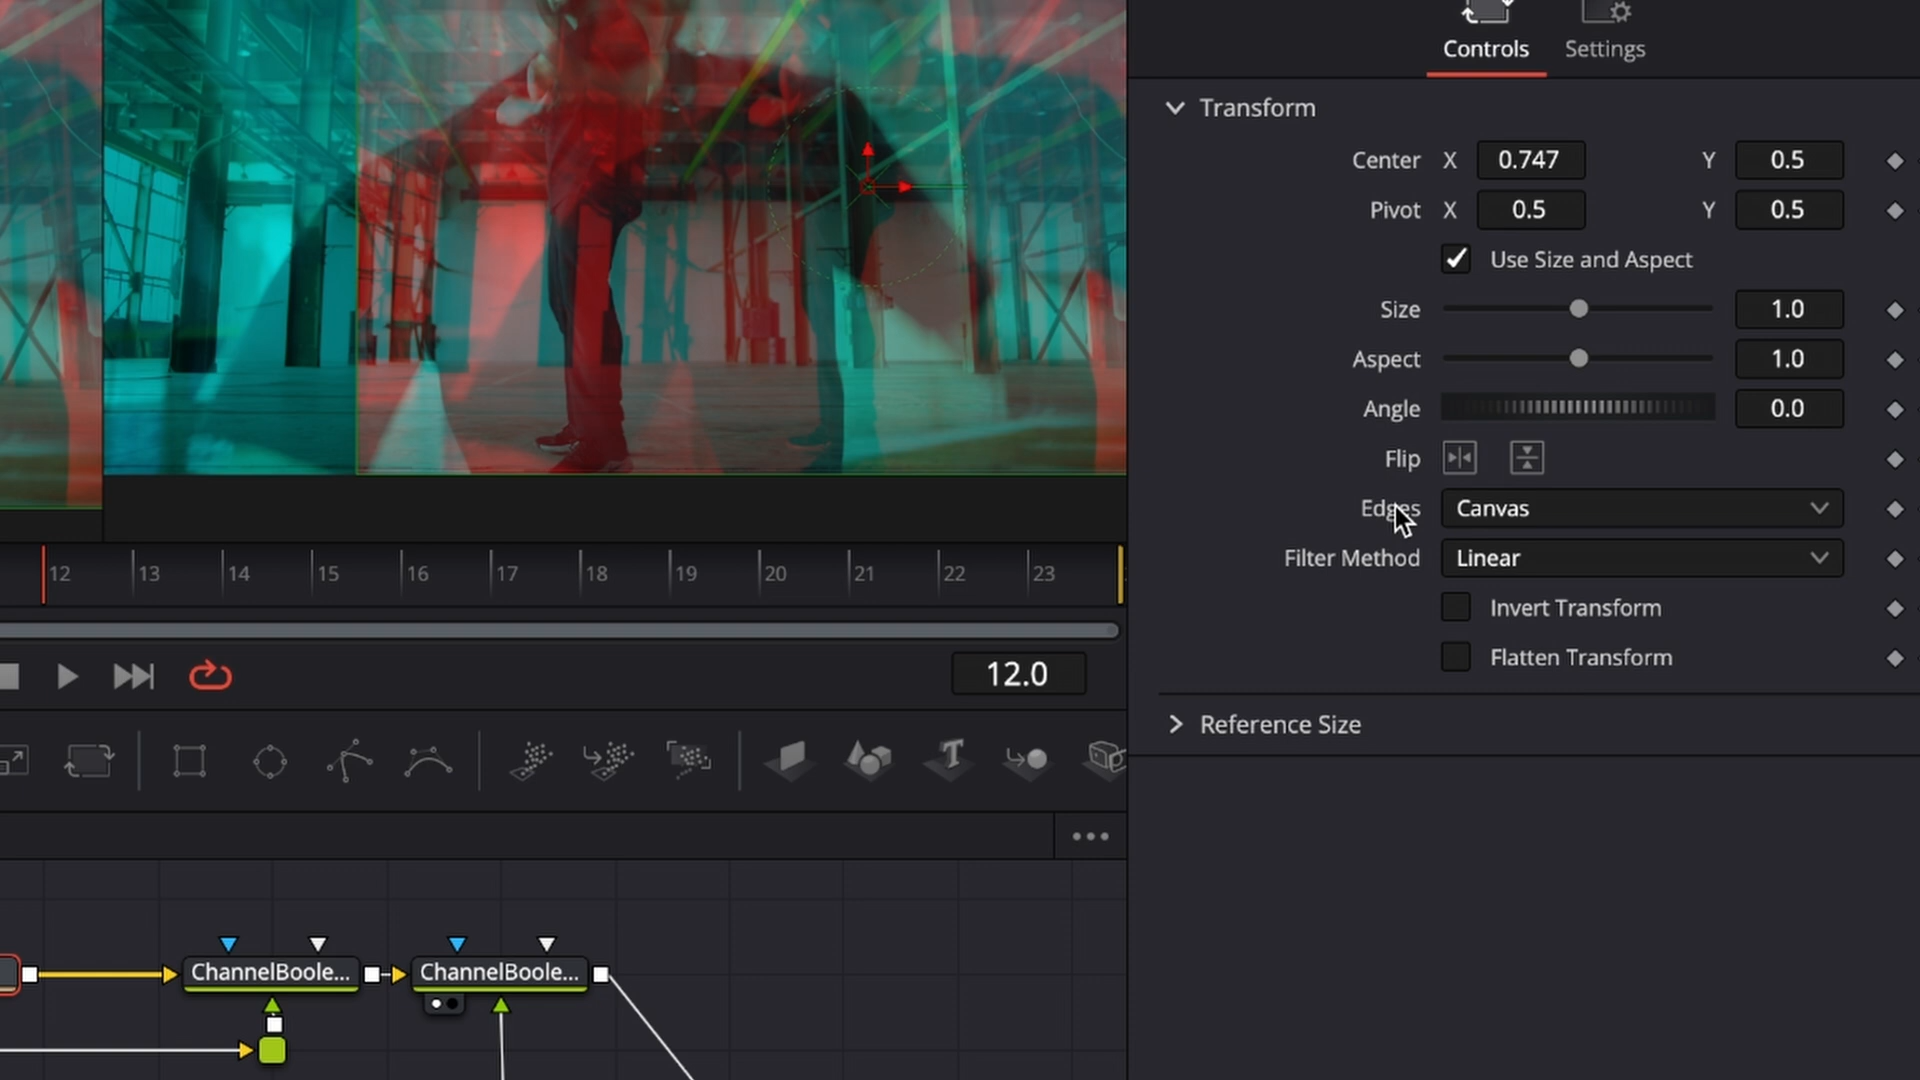 Controls Settings
Transform
Center X 0.747 Y 0.5
Pivot X 0.5 Y 0.5
Use Size and Aspect
Size 1.0
Aspect 1.0
Angle 0.0
Flip
Edges Canvas
Filter Method Linear
Invert Transform
Flatten Transform
Reference Size
12 13 14 15 16 17 18 19 20 21 22 23
12.0
ChannelBoole... ChannelBoole...